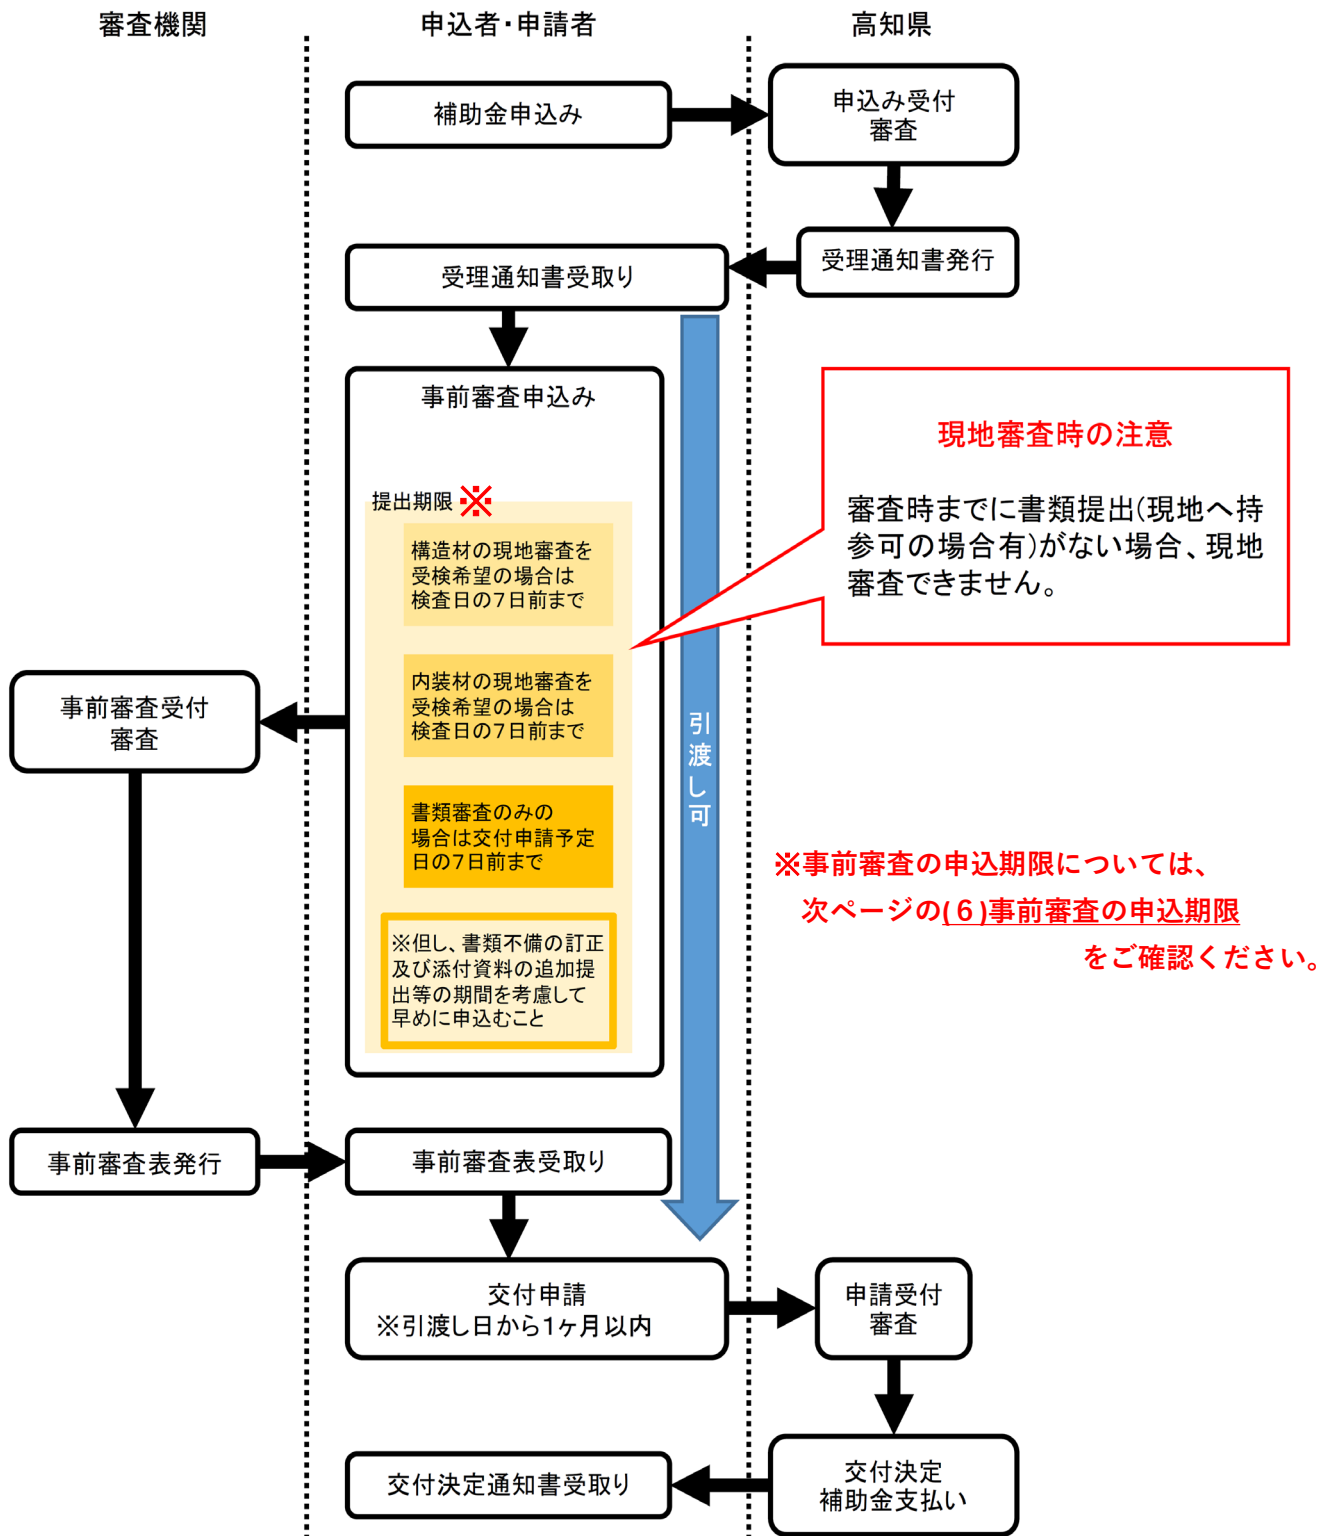 審査機関
申込者・申請者
高知県
補助金申込み
申込み受付
審査
受理通知書発行
受理通知書受取り
事前審査申込み
提出期限 ※
構造材の現地審査を
受検希望の場合は
検査日の7日前まで
内装材の現地審査を
受検希望の場合は
検査日の7日前まで
書類審査のみの
場合は交付申請予定
日の7日前まで
※但し、書類不備の訂正
及び添付資料の追加提
出等の期間を考慮して
早めに申込むこと
引渡し可
現地審査時の注意
審査時までに書類提出(現地へ持
参可の場合有)がない場合、現地
審査できません。
※事前審査の申込期限については、
次ページの(6)事前審査の申込期限
をご確認ください。
事前審査受付
審査
事前審査表発行
事前審査表受取り
交付申請
※引渡し日から1ヶ月以内
申請受付
審査
交付決定
補助金支払い
交付決定通知書受取り